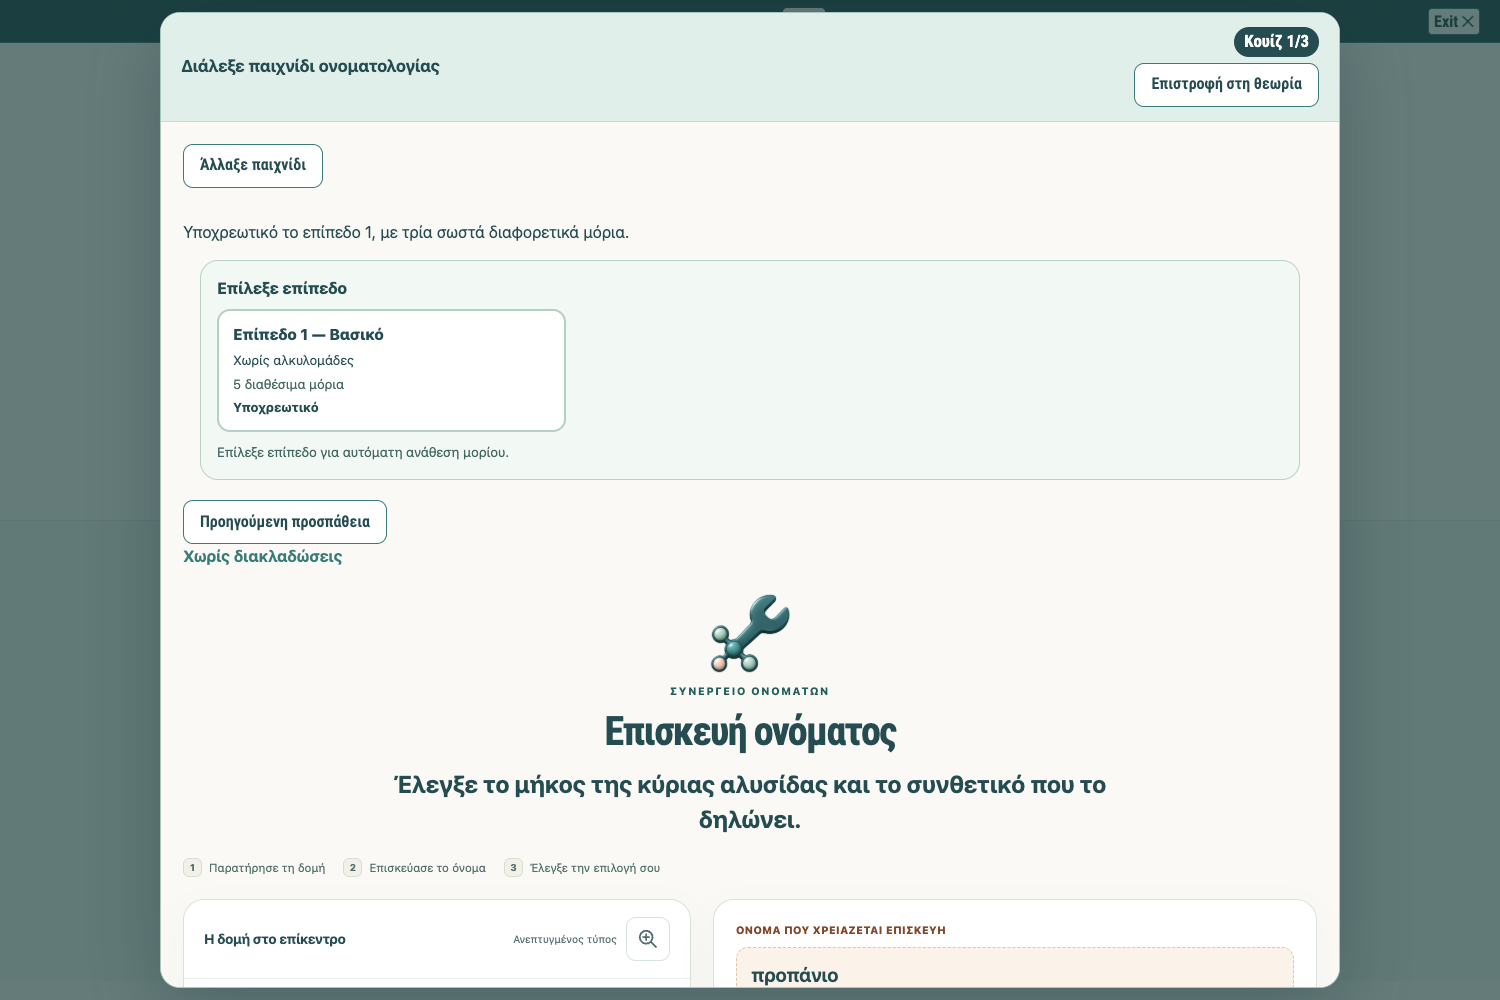 Exit
Διάλεξε παιχνίδι ονοματολογίας
Κουίζ 1/3
Επιστροφή στη θεωρία
Άλλαξε παιχνίδι
Υποχρεωτικό το επίπεδο 1, με τρία σωστά διαφορετικά μόρια.
Επίλεξε επίπεδο
Επίπεδο 1 — Βασικό
Χωρίς αλκυλομάδες
5 διαθέσιμα μόρια
Υποχρεωτικό
Επίλεξε επίπεδο για αυτόματη ανάθεση μορίου.
Προηγούμενη προσπάθεια
Χωρίς διακλαδώσεις
ΣΥΝΕΡΓΕΙΟ ΟΝΟΜΑΤΩΝ
Επισκευή ονόματος
Έλεγξε το μήκος της κύριας αλυσίδας και το συνθετικό που το
δηλώνει.
1 Παρατήρησε τη δομή 2 Επισκεύασε το όνομα 3 Έλεγξε την επιλογή σου
Η δομή στο επίκεντρο
Ανεπτυγμένος τύπος
ΟΝΟΜΑ ΠΟΥ ΧΡΕΙΑΖΕΤΑΙ ΕΠΙΣΚΕΥΗ
προπάνιο